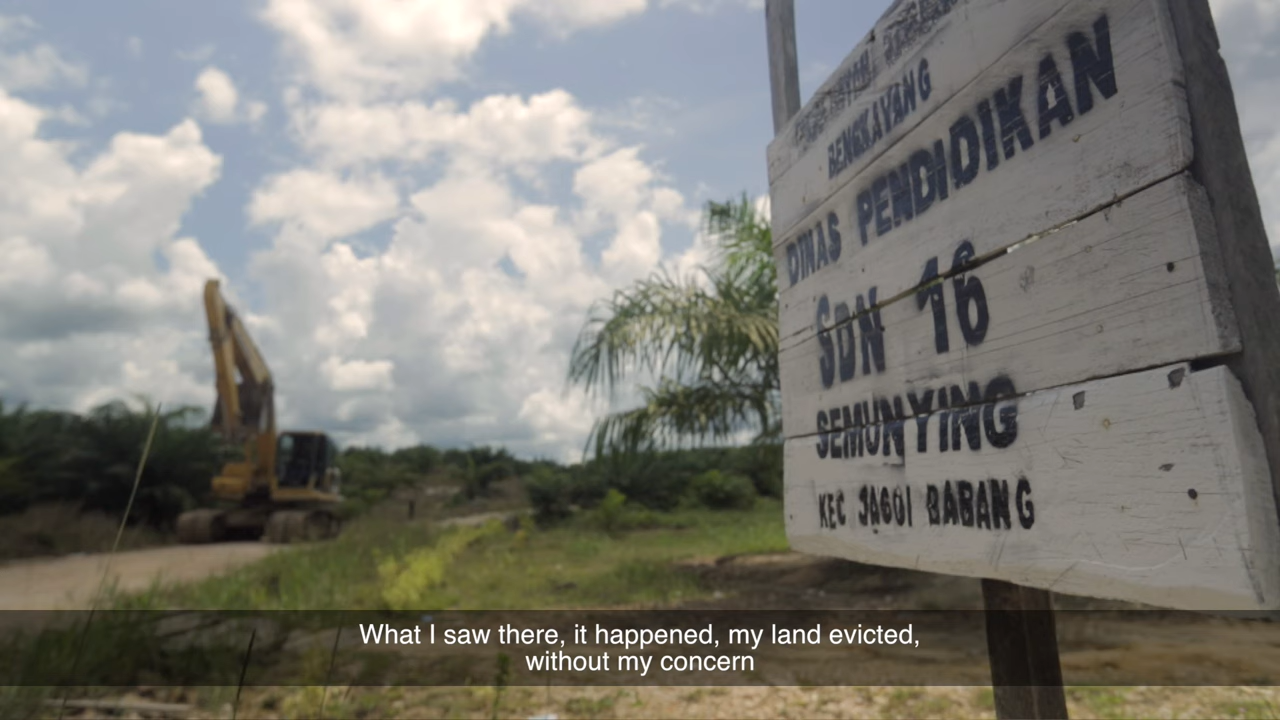 BENGKAYANG
DINAS PENDIDIKAN
SDN 16
SEMUNYING
KEC JAGOI BABANG
What I saw there, it happened, my land evicted,
without my concern